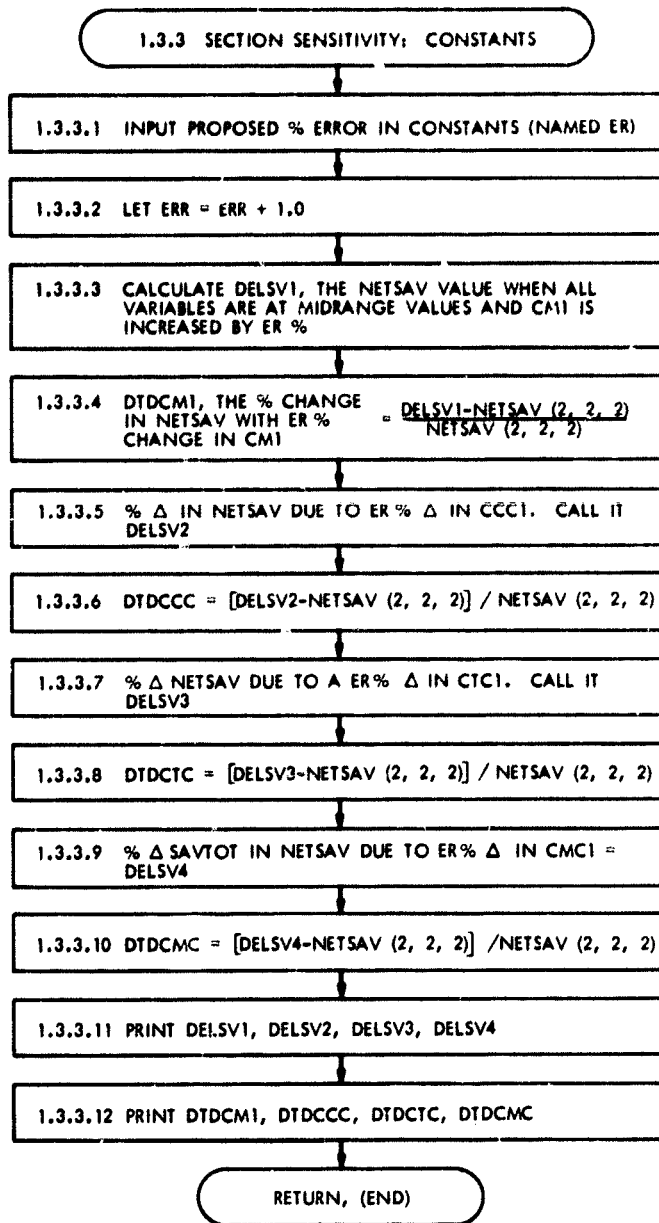 1.3.3 SECTION SENSITIVITY: CONSTANTS
1.3.3.1 INPUT PROPOSED % ERROR IN CONSTANTS (NAMED ER)
1.3.3.2 LET ERR = ERR + 1.0
1.3.3.3 CALCULATE DELSV1, THE NETSAV VALUE WHEN ALL
VARIABLES ARE AT MIDRANGE VALUES AND CM1 IS
INCREASED BY ER %
1.3.3.4 DTDCM1, THE % CHANGE
IN NETSAV WITH ER %
CHANGE IN CM1
= DELSV1-NETSAV (2, 2, 2)
NETSAV (2, 2, 2)
1.3.3.5 % Δ IN NETSAV DUE TO ER % Δ IN CCC1. CALL IT
DELSV2
1.3.3.6 DTDCCC = [DELSV2-NETSAV (2, 2, 2)] / NETSAV (2, 2, 2)
1.3.3.7 % Δ NETSAV DUE TO A ER% Δ IN CTC1. CALL IT
DELSV3
1.3.3.8 DTDCTC = [DELSV3-NETSAV (2, 2, 2)] / NETSAV (2, 2, 2)
1.3.3.9 % Δ SAVTOT IN NETSAV DUE TO ER% Δ IN CMC1 =
DELSV4
1.3.3.10 DTDCMC = [DELSV4-NETSAV (2, 2, 2)] /NETSAV (2, 2, 2)
1.3.3.11 PRINT DELSV1, DELSV2, DELSV3, DELSV4
1.3.3.12 PRINT DTDCM1, DTDCCC, DTDCTC, DTDCMC
RETURN, (END)